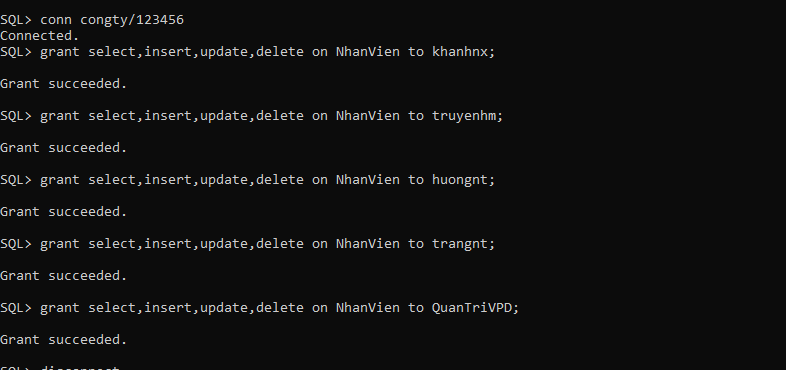 SQL> conn congty/123456
Connected.
SQL> grant select,insert,update,delete on NhanVien to khanhnx;
Grant succeeded.
SQL> grant select,insert,update,delete on NhanVien to truyenhm;
Grant succeeded.
SQL> grant select,insert,update,delete on NhanVien to huongnt;
Grant succeeded.
SQL> grant select,insert,update,delete on NhanVien to trangnt;
Grant succeeded.
SQL> grant select,insert,update,delete on NhanVien to QuanTriVPD;
Grant succeeded.
SQL> disconnect